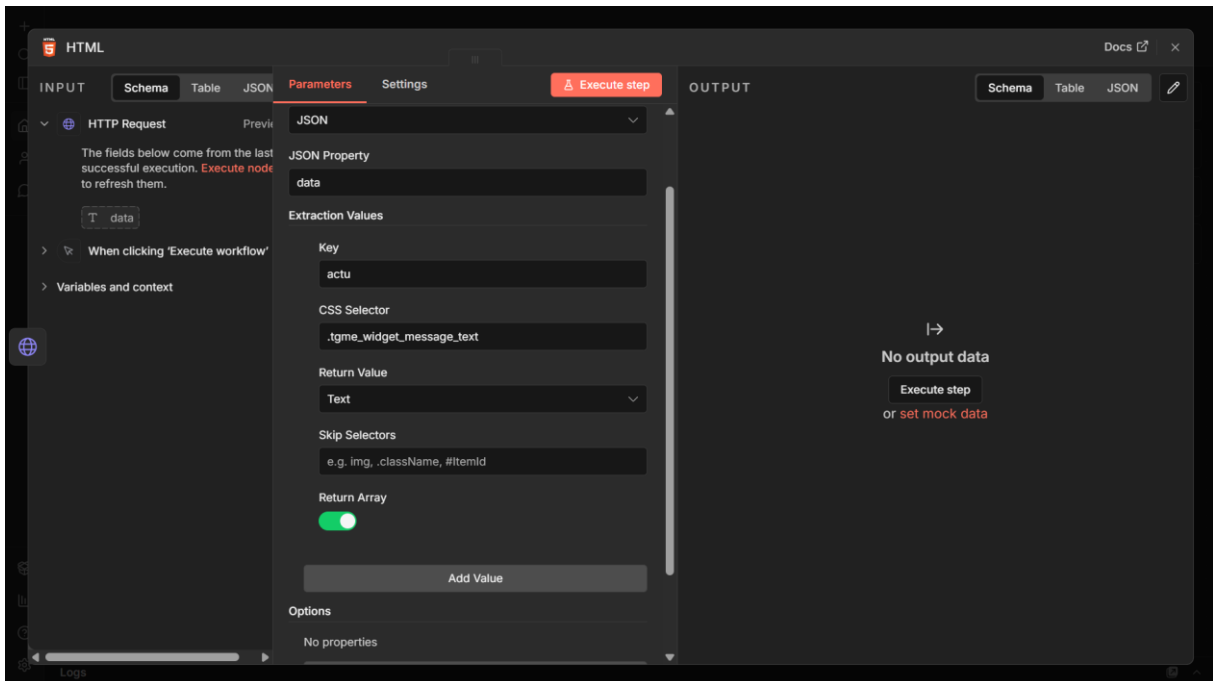 HTML
Docs
INPUT
Schema
Table
JSON
HTTP Request
The fields below come from the last
successful execution. Execute node
to refresh them.
T data
When clicking ‘Execute workflow’
Variables and context
Parameters
Settings
Execute step
JSON
JSON Property
data
Extraction Values
Key
actu
CSS Selector
.tgme_widget_message_text
Return Value
Text
Skip Selectors
e.g. img, .className, #ItemId
Return Array
Add Value
Options
No properties
OUTPUT
Schema
Table
JSON
No output data
Execute step
or set mock data
Logs